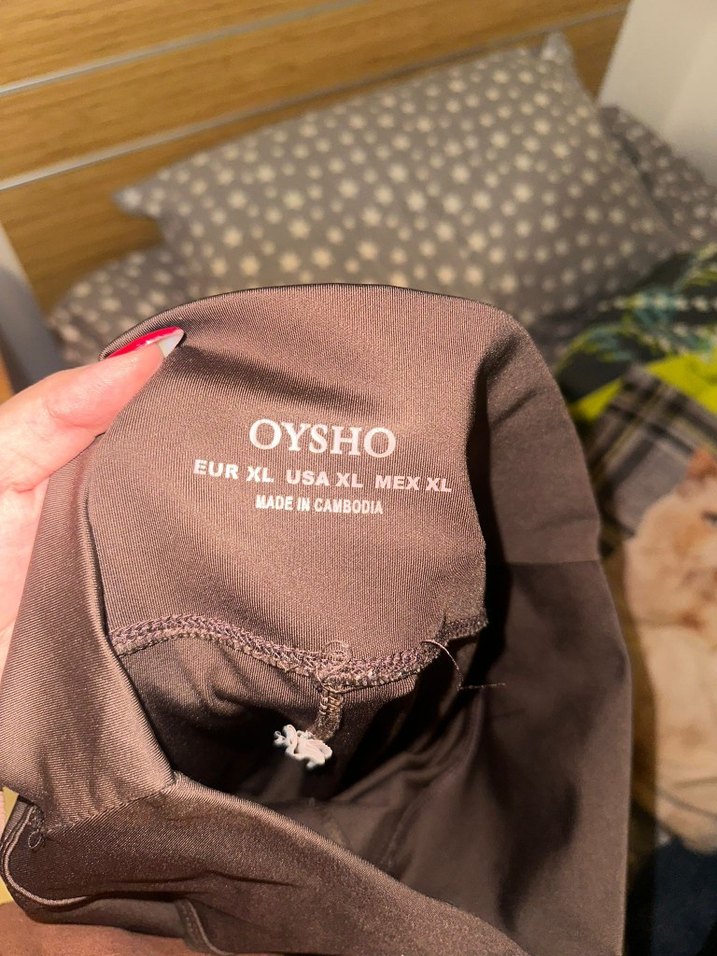 OYSHO
EUR XL USA XL MEX XL
MADE IN CAMBODIA